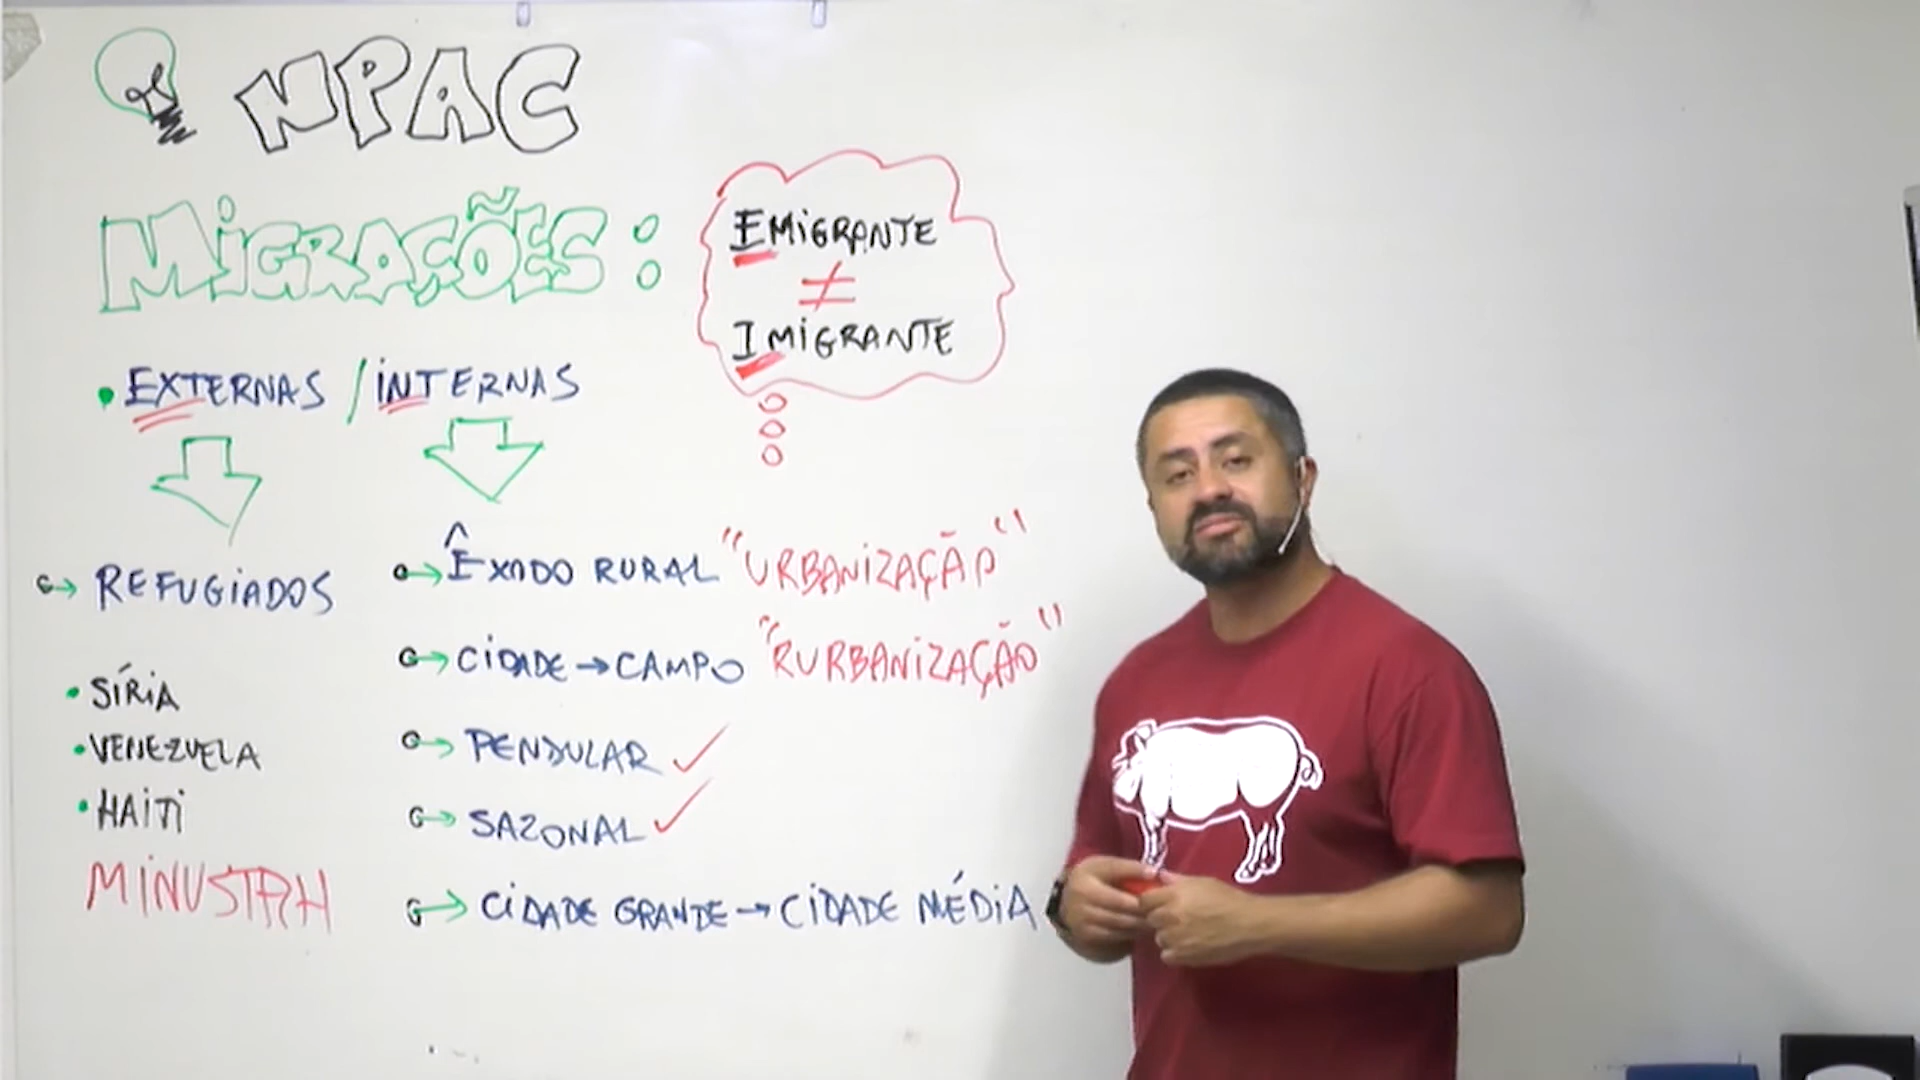 NPAC
MIGRAÇÕES:
EMIGRANTE
≠
IMIGRANTE
• EXTERNAS / INTERNAS
REFUGIADOS
• SÍRIA
• VENEZUELA
• HAITI
MINUSTAH
ÊXODO RURAL "URBANIZAÇÃO"
CIDADE → CAMPO "RURBANIZAÇÃO"
PENDULAR ✓
SAZONAL ✓
CIDADE GRANDE → CIDADE MÉDIA